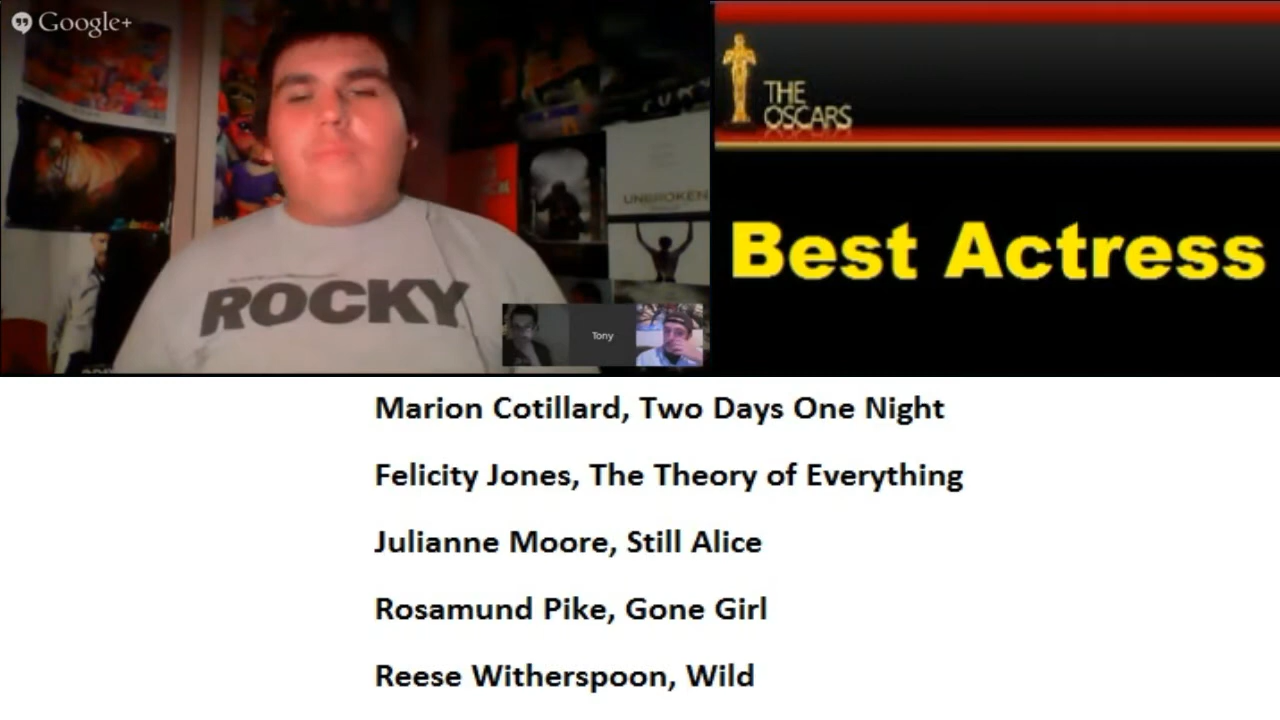 Google+
THE
OSCARS
UNBROKEN
Best Actress
ROCKY
Tony
Marion Cotillard, Two Days One Night
Felicity Jones, The Theory of Everything
Julianne Moore, Still Alice
Rosamund Pike, Gone Girl
Reese Witherspoon, Wild